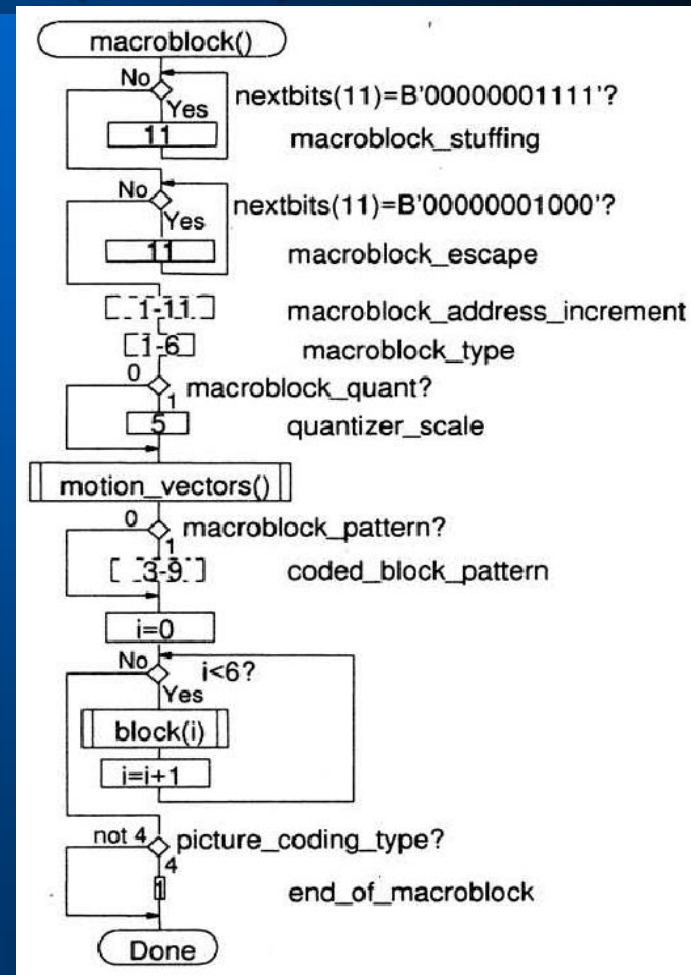 macroblock()
No
Yes
nextbits(11)=B'00000001111'?
11
macroblock_stuffing
No
Yes
nextbits(11)=B'00000001000'?
11
macroblock_escape
1-11
macroblock_address_increment
1-6
macroblock_type
0
macroblock_quant?
1
5
quantizer_scale
motion_vectors()
0
macroblock_pattern?
1
3-9
coded_block_pattern
i=0
No
i<6?
Yes
block(i)
i=i+1
not 4
picture_coding_type?
4
1
end_of_macroblock
Done